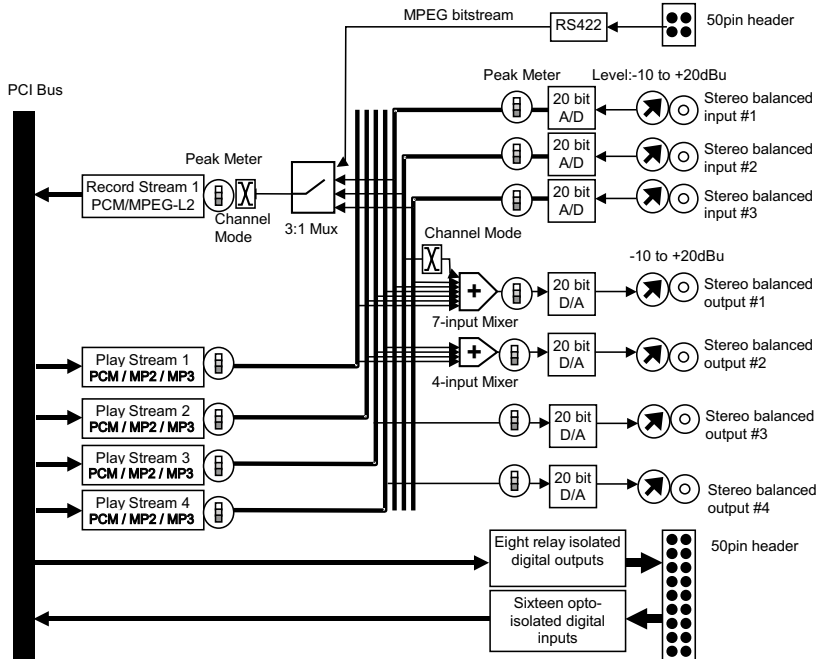 MPEG bitstream
RS422
50pin header
PCI Bus
Peak Meter
Level:-10 to +20dBu
20 bit
A/D
Stereo balanced
input #1
20 bit
A/D
Stereo balanced
input #2
Peak Meter
Record Stream 1
PCM/MPEG-L2
Channel
Mode
3:1 Mux
20 bit
A/D
Stereo balanced
input #3
Channel Mode
-10 to +20dBu
+
7-input Mixer
20 bit
D/A
Stereo balanced
output #1
Play Stream 1
PCM / MP2 / MP3
+
4-input Mixer
20 bit
D/A
Stereo balanced
output #2
Play Stream 2
PCM / MP2 / MP3
20 bit
D/A
Stereo balanced
output #3
Play Stream 3
PCM / MP2 / MP3
Play Stream 4
PCM / MP2 / MP3
20 bit
D/A
Stereo balanced
output #4
Eight relay isolated
digital outputs
50pin header
Sixteen opto-
isolated digital
inputs